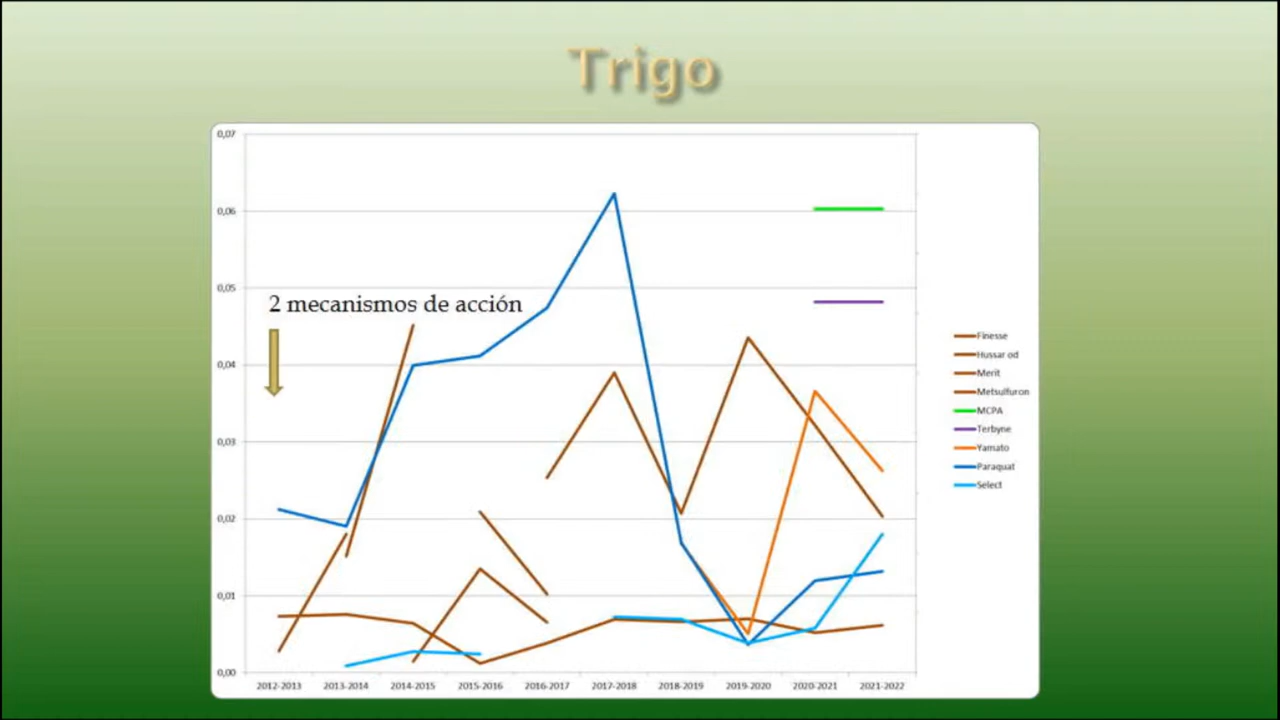 Trigo
0,07
0,06
0,05
2 mecanismos de acción
0,04
0,03
0,02
0,01
0,00
2012-2013 2013-2014 2014-2015 2015-2016 2016-2017 2017-2018 2018-2019 2019-2020 2020-2021 2021-2022
Finesse
Hussar od
Merit
Metsulfuron
MCPA
Terbyne
Yamato
Paraquat
Select